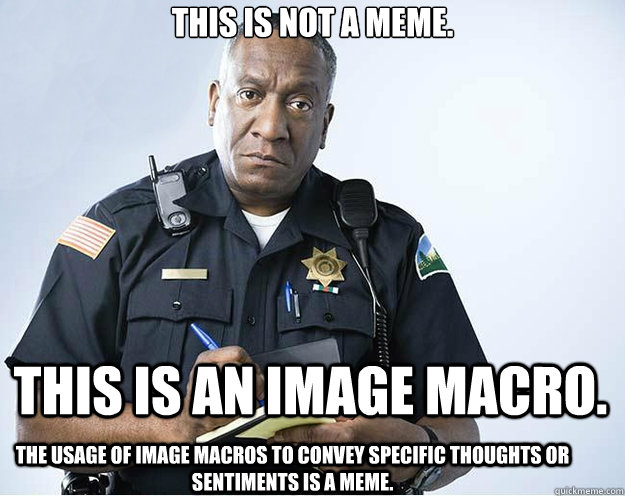 THIS IS NOT A MEME.
THIS IS AN IMAGE MACRO.
THE USAGE OF IMAGE MACROS TO CONVEY SPECIFIC THOUGHTS OR
SENTIMENTS IS A MEME.
quickmeme.com